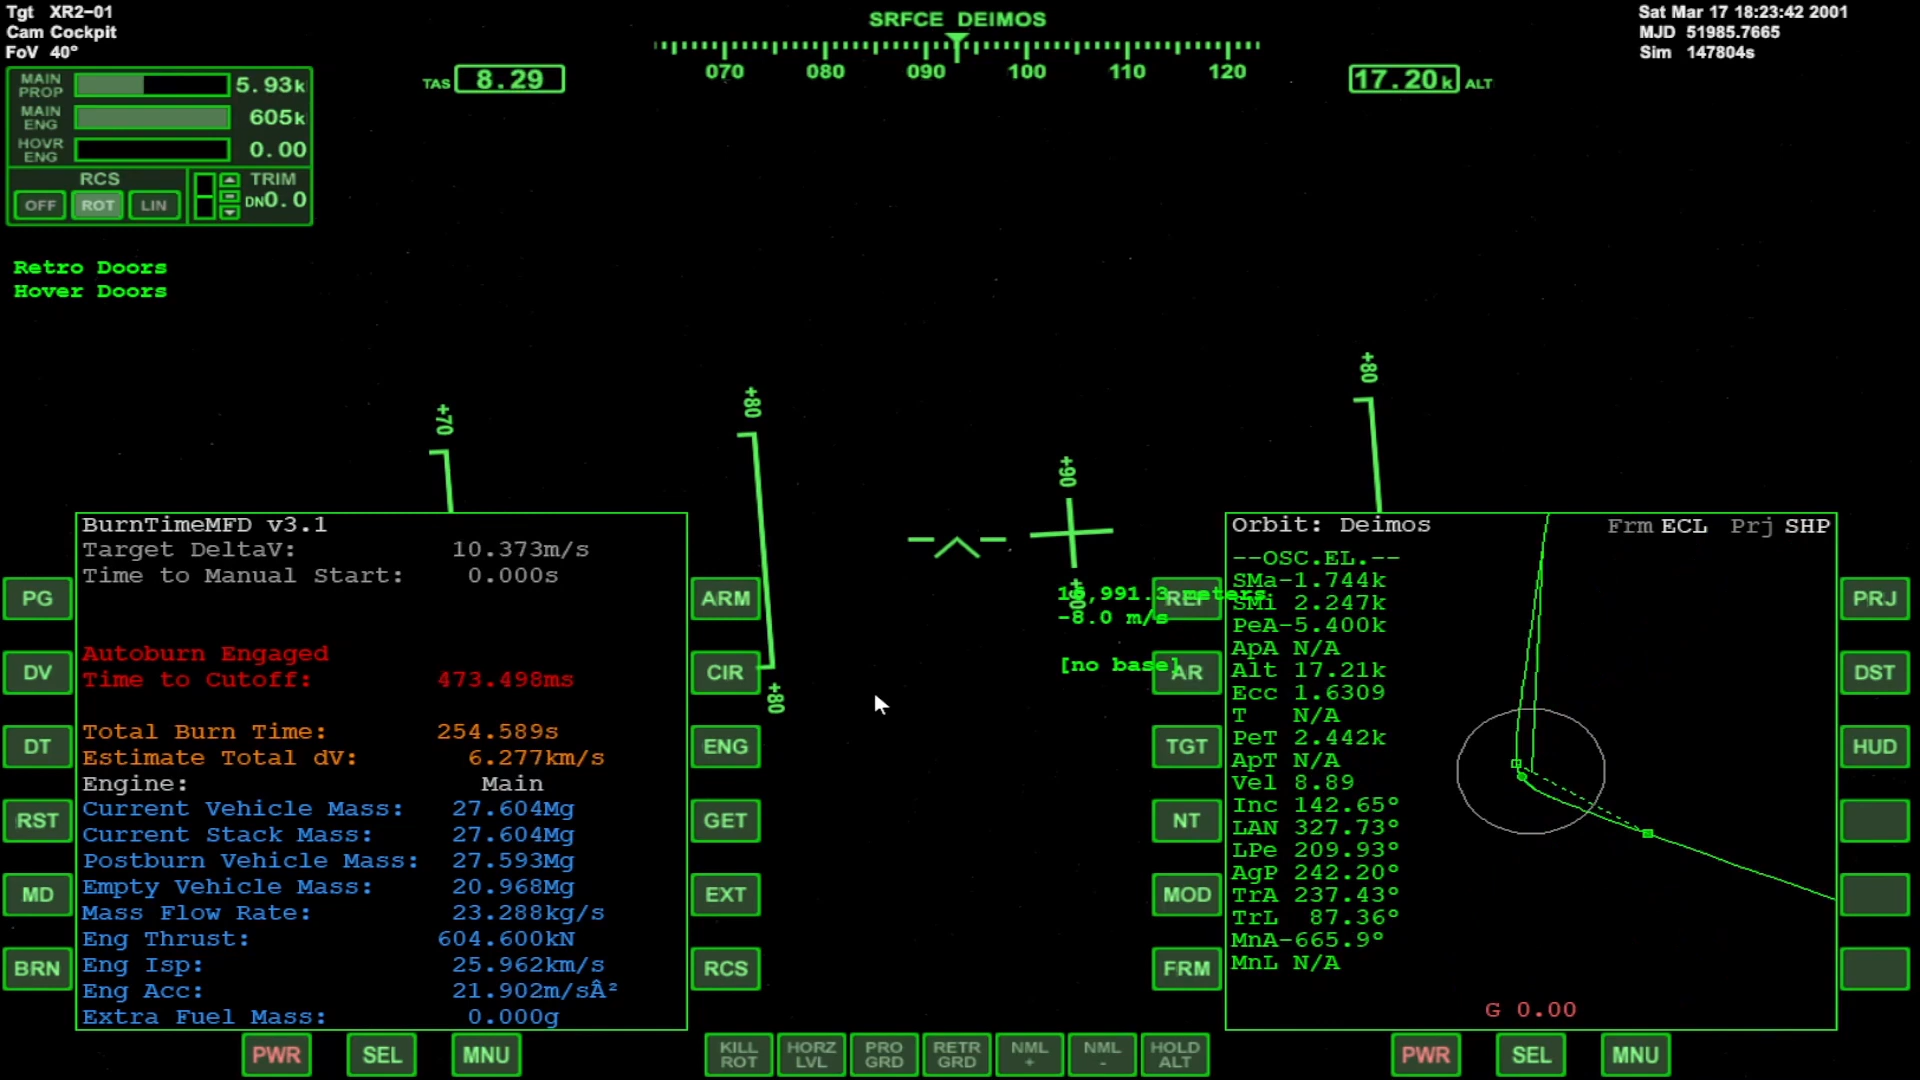 Tgt XR2-01
Cam Cockpit
FoV 40°
SRFCE DEIMOS
Sat Mar 17 18:23:42 2001
MJD 51985.7665
Sim 147804s
MAIN PROP 5.93k
MAIN ENG 605k
HOVR ENG 0.00
RCS
OFF ROT LIN
TRIM
DN0.0
TAS 8.29
070 080 090 100 110 120
17.20k ALT
Retro Doors
Hover Doors
+70
+80
+90
+80
+80
BurnTimeMFD v3.1
Target DeltaV: 10.373m/s
Time to Manual Start: 0.000s
Autoburn Engaged
Time to Cutoff: 473.498ms
Total Burn Time: 254.589s
Estimate Total dV: 6.277km/s
Engine: Main
Current Vehicle Mass: 27.604Mg
Current Stack Mass: 27.604Mg
Postburn Vehicle Mass: 27.593Mg
Empty Vehicle Mass: 20.968Mg
Mass Flow Rate: 23.288kg/s
Eng Thrust: 604.600kN
Eng Isp: 25.962km/s
Eng Acc: 21.902m/sÂ²
Extra Fuel Mass: 0.000g
PG
DV
DT
RST
MD
BRN
ARM
CIR
ENG
GET
EXT
RCS
PWR SEL MNU
meters
-8.0 m/s
[no base]
KILL ROT
HORZ LVL
PRO GRD
RETR GRD
NML +
NML -
HOLD ALT
REF
AR
TGT
NT
MOD
FRM
Orbit: Deimos Frm ECL Prj SHP
--OSC.EL.--
SMa-1.744k
SMi 2.247k
PeA-5.400k
ApA N/A
Alt 17.21k
Ecc 1.6309
T N/A
PeT 2.442k
ApT N/A
Vel 8.89
Inc 142.65°
LAN 327.73°
LPe 209.93°
AgP 242.20°
TrA 237.43°
TrL 87.36°
MnA-665.9°
MnL N/A
G 0.00
PRJ
DST
HUD
PWR SEL MNU